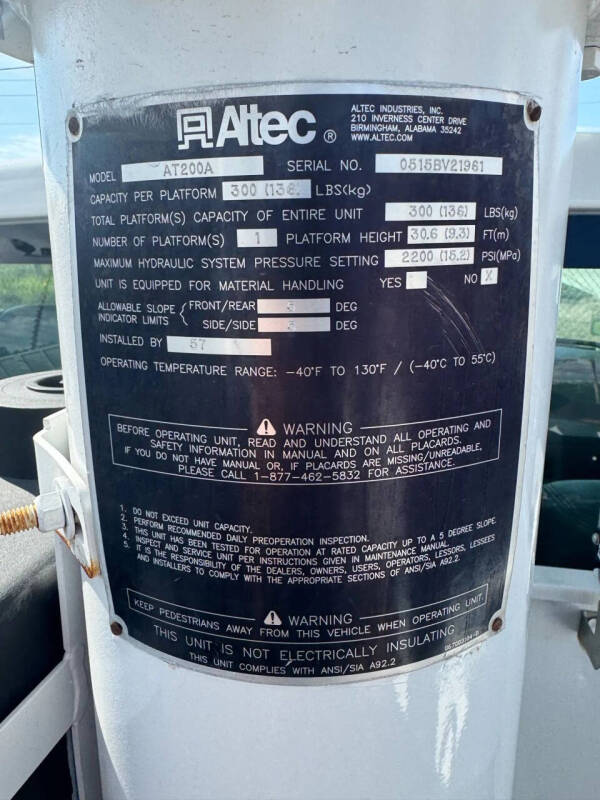 Altec ®
ALTEC INDUSTRIES, INC.
210 INVERNESS CENTER DRIVE
BIRMINGHAM, ALABAMA 35242
WWW.ALTEC.COM
MODEL AT200A SERIAL NO. 0515BV21961
CAPACITY PER PLATFORM 300 (136) LBS(kg)
TOTAL PLATFORM(S) CAPACITY OF ENTIRE UNIT 300 (136) LBS(kg)
NUMBER OF PLATFORM(S) 1 PLATFORM HEIGHT 30.6 (9.3) FT(m)
MAXIMUM HYDRAULIC SYSTEM PRESSURE SETTING 2200 (15.2) PSI(MPa)
UNIT IS EQUIPPED FOR MATERIAL HANDLING YES NO X
ALLOWABLE SLOPE INDICATOR LIMITS { FRONT/REAR 5 DEG
SIDE/SIDE 5 DEG
INSTALLED BY 57
OPERATING TEMPERATURE RANGE: -40°F TO 130°F / (-40°C TO 55°C)
WARNING
BEFORE OPERATING UNIT, READ AND UNDERSTAND ALL OPERATING AND
SAFETY INFORMATION IN MANUAL AND ON ALL PLACARDS.
IF YOU DO NOT HAVE MANUAL OR, IF PLACARDS ARE MISSING/UNREADABLE,
PLEASE CALL 1-877-462-5832 FOR ASSISTANCE.
1. DO NOT EXCEED UNIT CAPACITY.
2. PERFORM RECOMMENDED DAILY PREOPERATION INSPECTION.
3. THIS UNIT HAS BEEN TESTED FOR OPERATION AT RATED CAPACITY UP TO A 5 DEGREE SLOPE.
4. INSPECT AND SERVICE UNIT PER INSTRUCTIONS GIVEN IN MAINTENANCE MANUAL.
5. IT IS THE RESPONSIBILITY OF THE DEALERS, OWNERS, USERS, OPERATORS, LESSORS, LESSEES
AND INSTALLERS TO COMPLY WITH THE APPROPRIATE SECTIONS OF ANSI/SIA A92.2.
WARNING
KEEP PEDESTRIANS AWAY FROM THIS VEHICLE WHEN OPERATING UNIT.
THIS UNIT IS NOT ELECTRICALLY INSULATING
THIS UNIT COMPLIES WITH ANSI/SIA A92.2